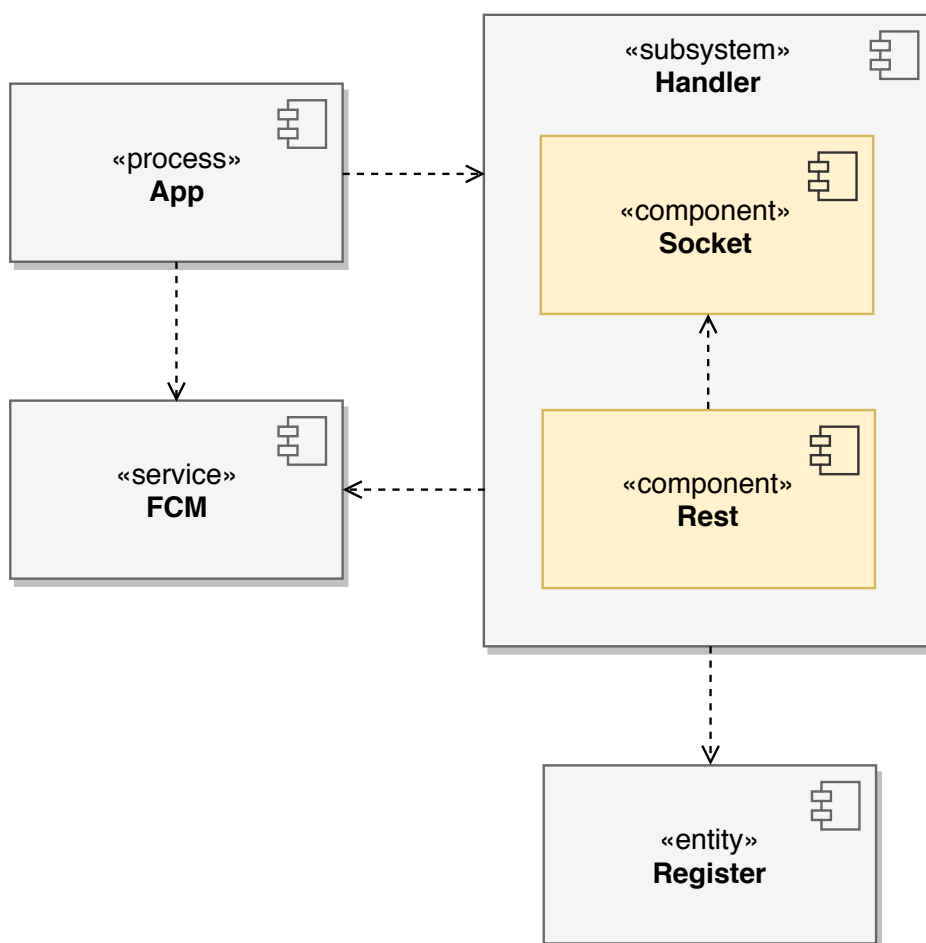 «subsystem»
Handler
«process»
App
«component»
Socket
«service»
FCM
«component»
Rest
«entity»
Register